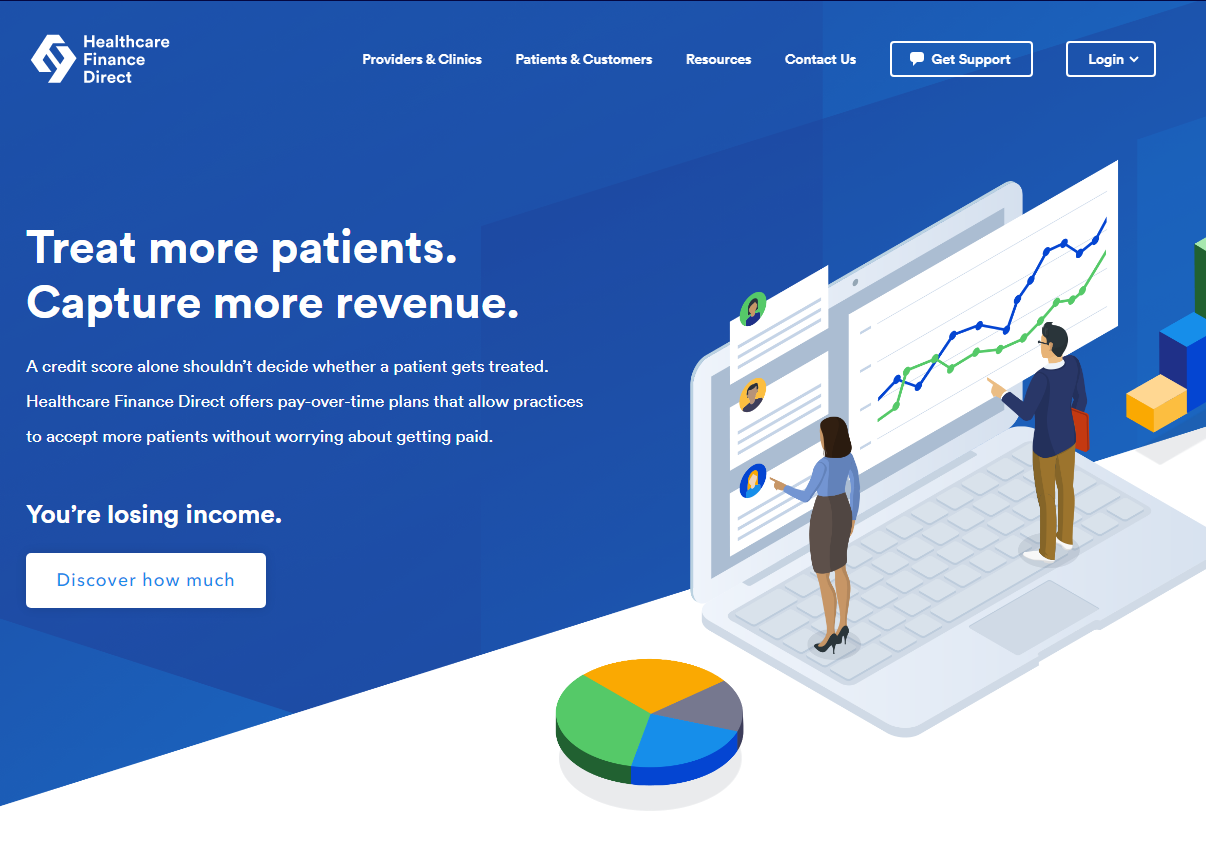 Healthcare
Finance
Direct
Providers & Clinics
Patients & Customers
Resources
Contact Us
Get Support
Login
Treat more patients.
Capture more revenue.
A credit score alone shouldn’t decide whether a patient gets treated.
Healthcare Finance Direct offers pay-over-time plans that allow practices
to accept more patients without worrying about getting paid.
You’re losing income.
Discover how much